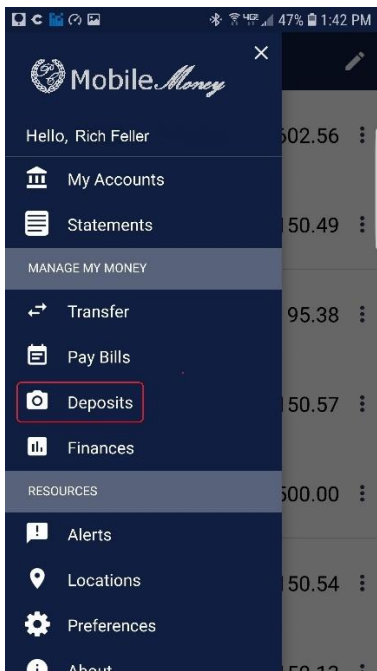 4G 47% 1:42 PM
Mobile Money
Hello, Rich Feller
602.56
My Accounts
Statements
150.49
MANAGE MY MONEY
Transfer
95.38
Pay Bills
Deposits
150.57
Finances
RESOURCES
500.00
Alerts
Locations
150.54
Preferences
About